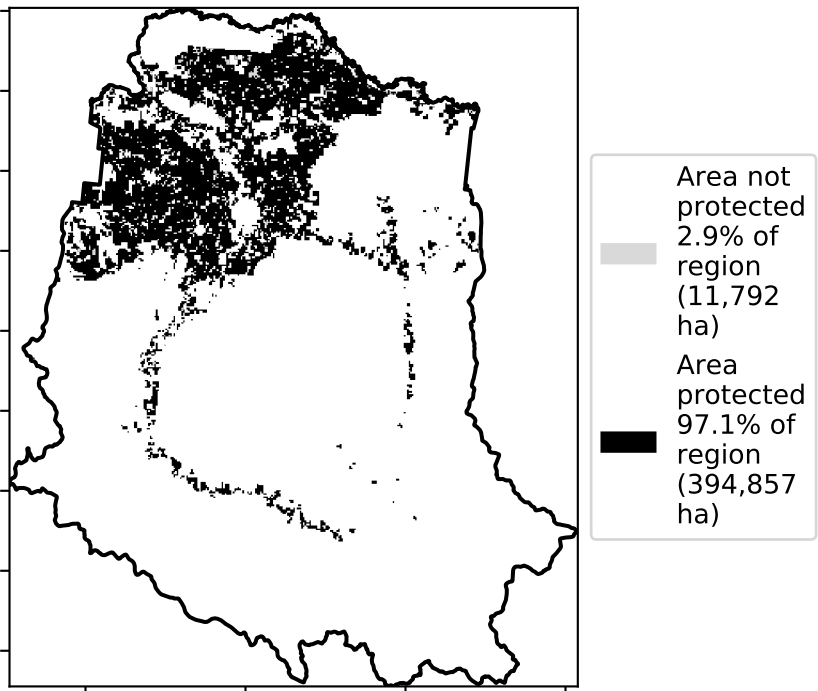 Area not
protected
2.9% of
region
(11,792
ha)
Area
protected
97.1% of
region
(394,857
ha)